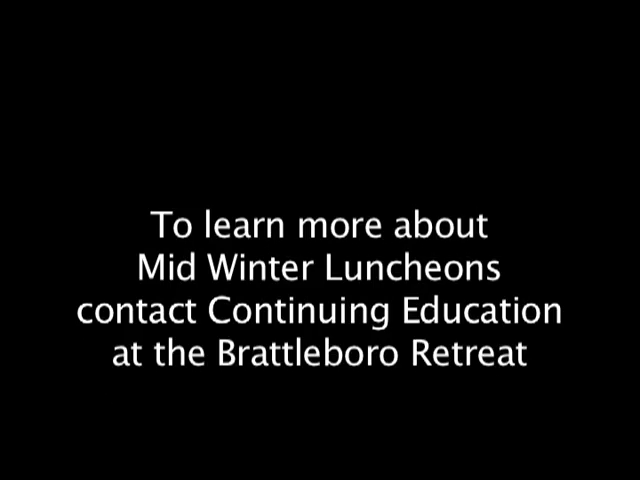 To learn more about
Mid Winter Luncheons
contact Continuing Education
at the Brattleboro Retreat